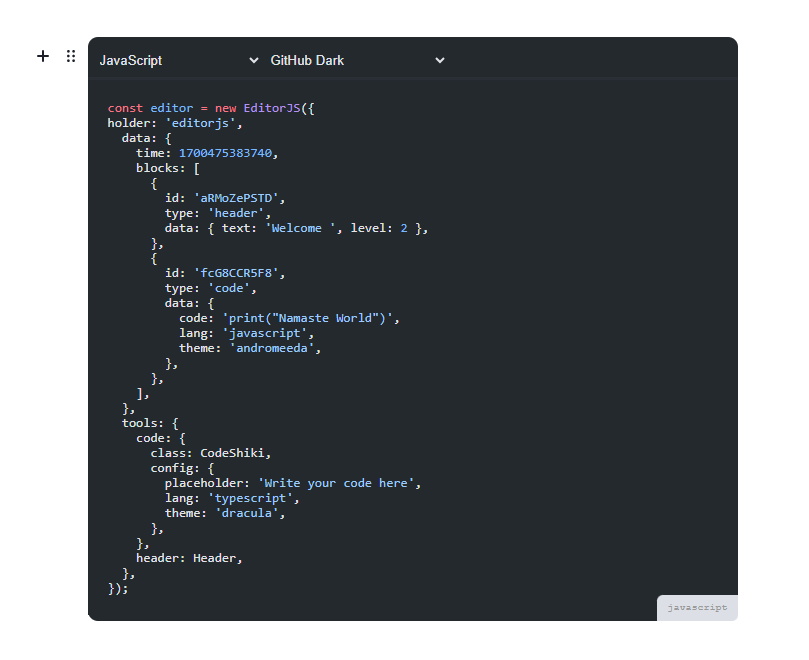 JavaScript GitHub Dark
const editor = new EditorJS({
holder: 'editorjs',
  data: {
    time: 1700475383740,
    blocks: [
      {
        id: 'aRMoZePSTD',
        type: 'header',
        data: { text: 'Welcome ', level: 2 },
      },
      {
        id: 'fcG8CCR5F8',
        type: 'code',
        data: {
          code: 'print("Namaste World")',
          lang: 'javascript',
          theme: 'andromeeda',
        },
      },
    ],
  },
  tools: {
    code: {
      class: CodeShiki,
      config: {
        placeholder: 'Write your code here',
        lang: 'typescript',
        theme: 'dracula',
      },
    },
    header: Header,
  },
});
javascript